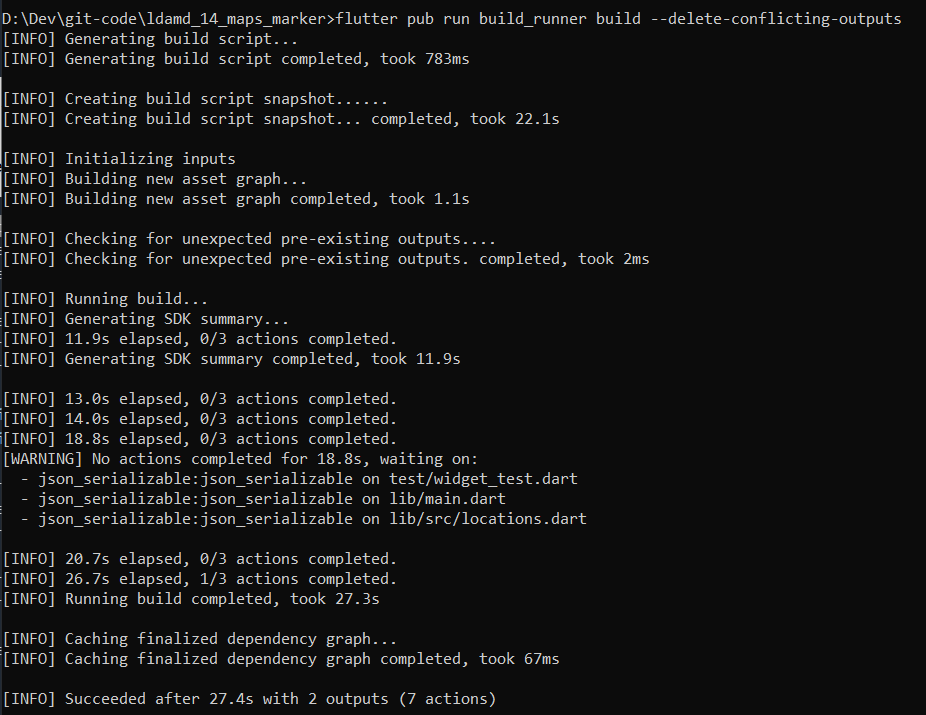 D:\Dev\git-code\ldamd_14_maps_marker>flutter pub run build_runner build --delete-conflicting-outputs
[INFO] Generating build script...
[INFO] Generating build script completed, took 783ms
[INFO] Creating build script snapshot......
[INFO] Creating build script snapshot... completed, took 22.1s
[INFO] Initializing inputs
[INFO] Building new asset graph...
[INFO] Building new asset graph completed, took 1.1s
[INFO] Checking for unexpected pre-existing outputs....
[INFO] Checking for unexpected pre-existing outputs. completed, took 2ms
[INFO] Running build...
[INFO] Generating SDK summary...
[INFO] 11.9s elapsed, 0/3 actions completed.
[INFO] Generating SDK summary completed, took 11.9s
[INFO] 13.0s elapsed, 0/3 actions completed.
[INFO] 14.0s elapsed, 0/3 actions completed.
[INFO] 18.8s elapsed, 0/3 actions completed.
[WARNING] No actions completed for 18.8s, waiting on:
  - json_serializable:json_serializable on test/widget_test.dart
  - json_serializable:json_serializable on lib/main.dart
  - json_serializable:json_serializable on lib/src/locations.dart
[INFO] 20.7s elapsed, 0/3 actions completed.
[INFO] 26.7s elapsed, 1/3 actions completed.
[INFO] Running build completed, took 27.3s
[INFO] Caching finalized dependency graph...
[INFO] Caching finalized dependency graph completed, took 67ms
[INFO] Succeeded after 27.4s with 2 outputs (7 actions)